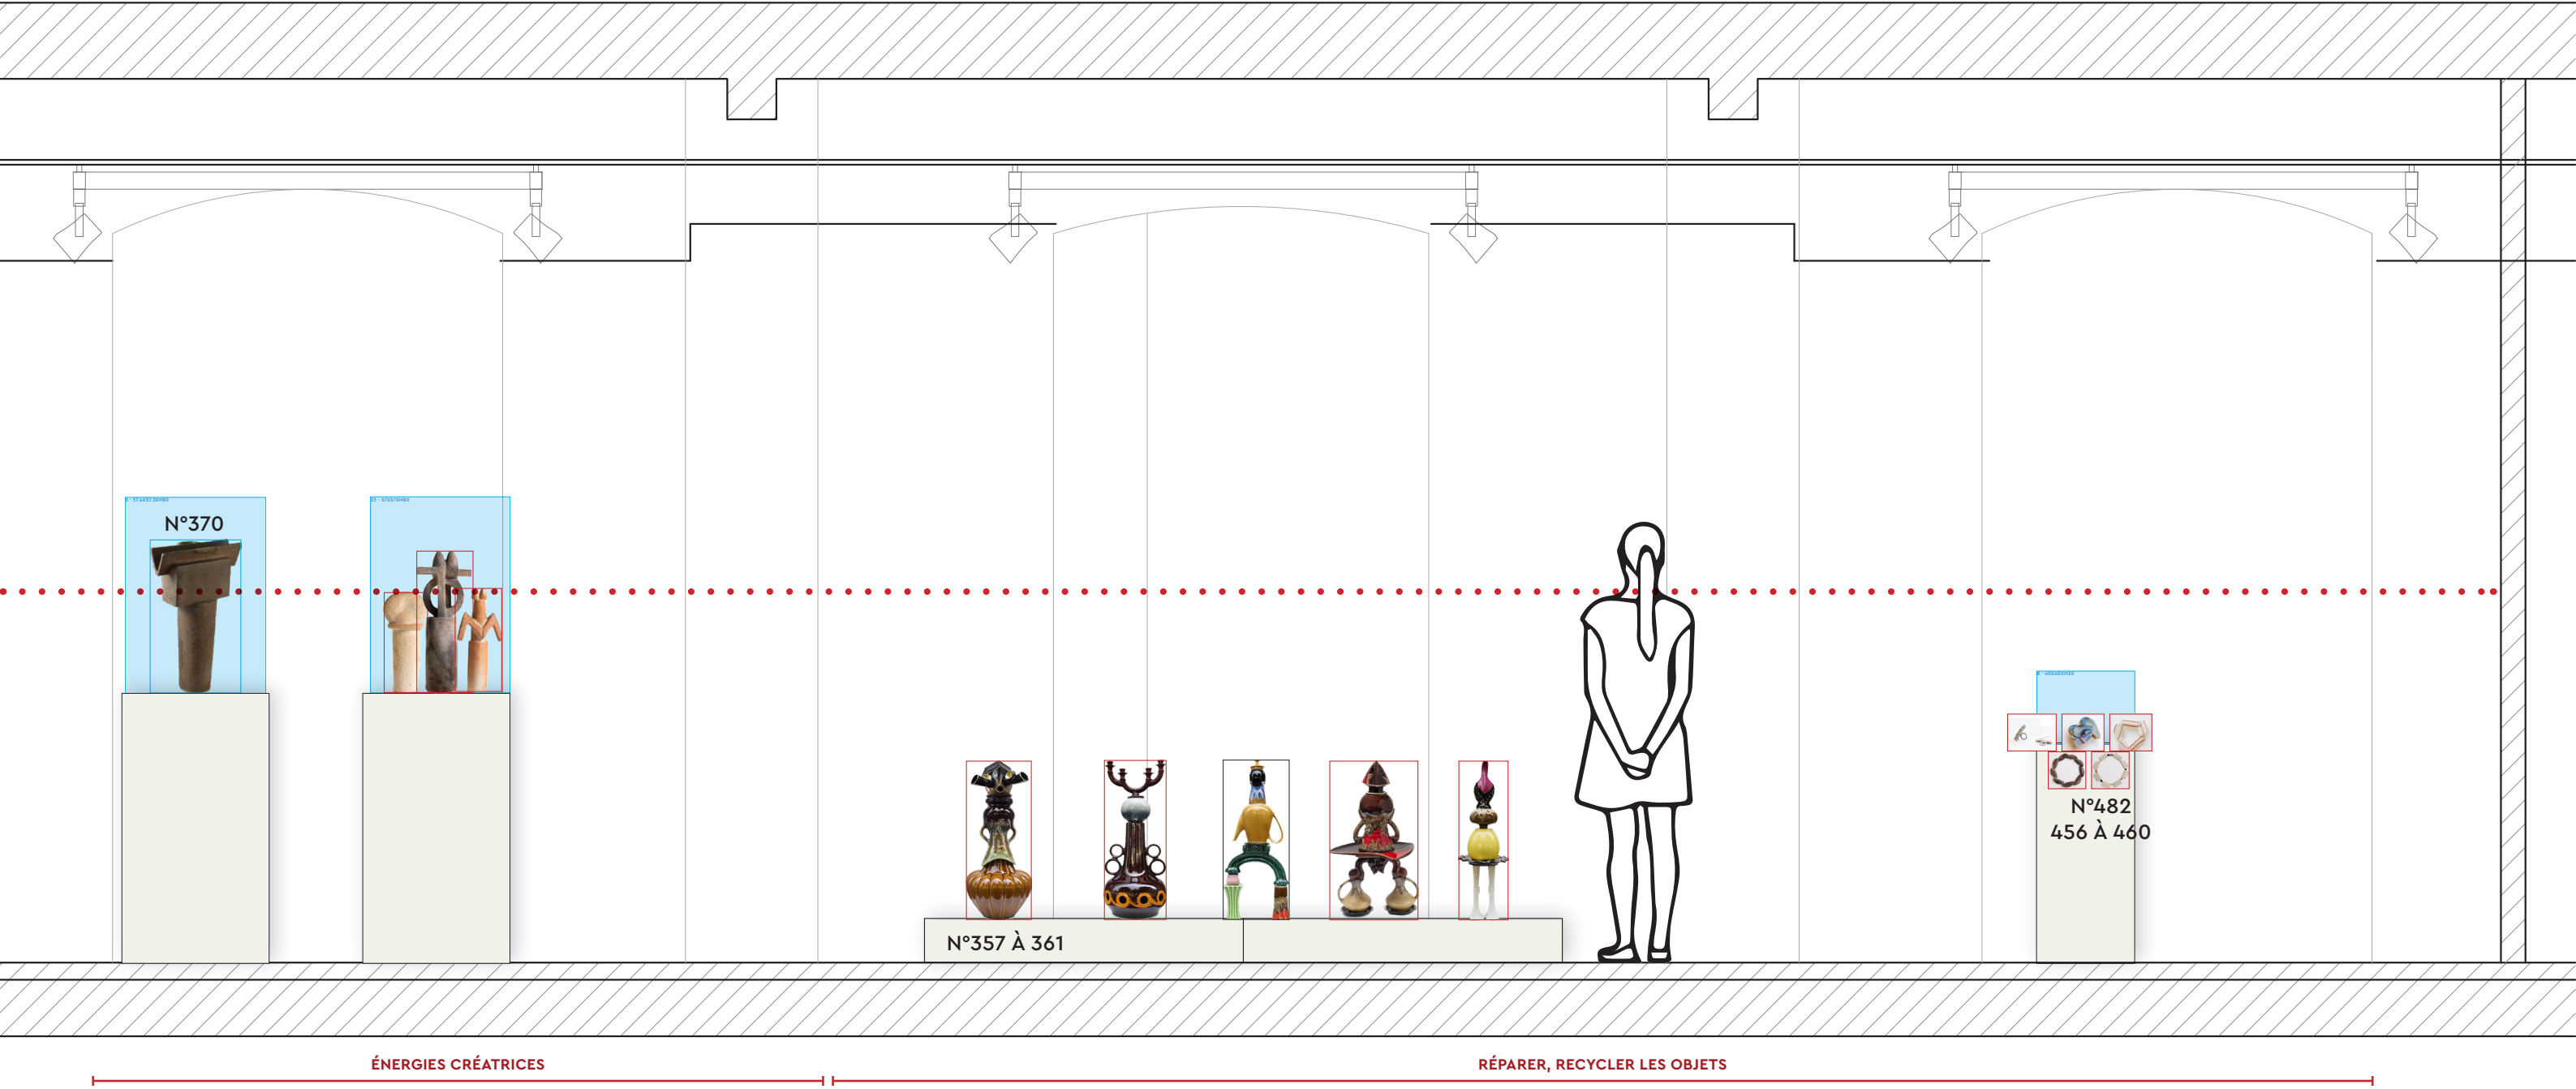 N°370
N°357 À 361
N°482
456 À 460
ÉNERGIES CRÉATRICES
RÉPARER, RECYCLER LES OBJETS